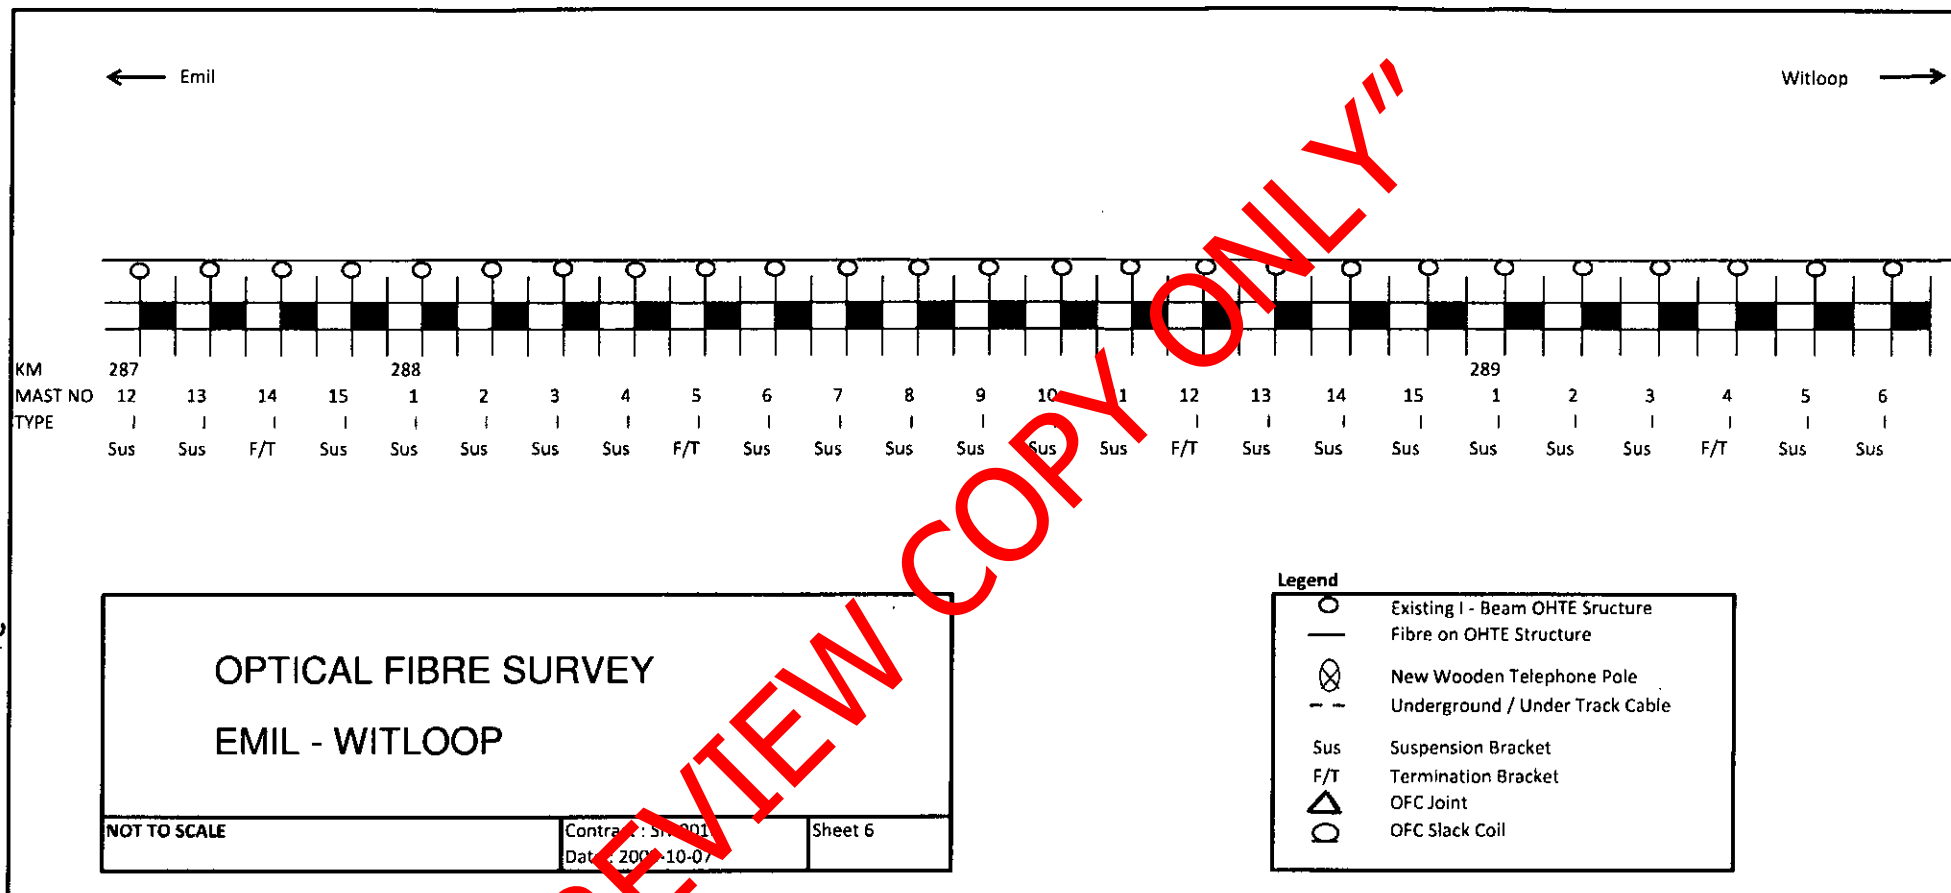 Emil Witloop
KM 287 288 289
MAST NO 12 13 14 15 1 2 3 4 5 6 7 8 9 10 1 12 13 14 15 1 2 3 4 5 6
TYPE I I I I I I I I I I I I I I I I I I I I I I I I I
Sus Sus F/T Sus Sus Sus Sus Sus F/T Sus Sus Sus Sus Sus Sus F/T Sus Sus Sus Sus Sus Sus F/T Sus Sus
REVIEW COPY ONLY"
OPTICAL FIBRE SURVEY
EMIL - WITLOOP
NOT TO SCALE
Sheet 6
Legend
Existing I - Beam OHTE Sructure
Fibre on OHTE Structure
New Wooden Telephone Pole
Underground / Under Track Cable
Sus Suspension Bracket
F/T Termination Bracket
OFC Joint
OFC Slack Coil